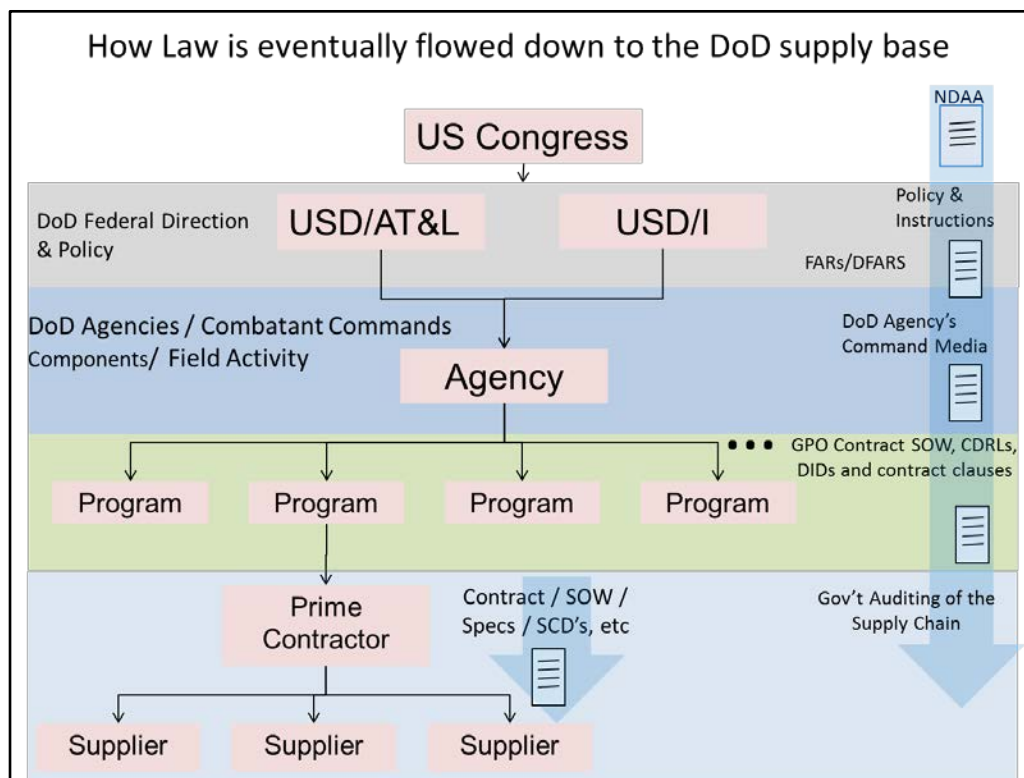 How Law is eventually flowed down to the DoD supply base
NDAA
US Congress
DoD Federal Direction
& Policy
USD/AT&L
USD/I
Policy &
Instructions
FARs/DFARS
DoD Agencies / Combatant Commands
Components/ Field Activity
DoD Agency's
Command Media
Agency
GPO Contract SOW, CDRLs,
DIDs and contract clauses
Program
Program
Program
Program
Prime
Contractor
Contract / SOW /
Specs / SCD's, etc
Gov't Auditing of the
Supply Chain
Supplier
Supplier
Supplier